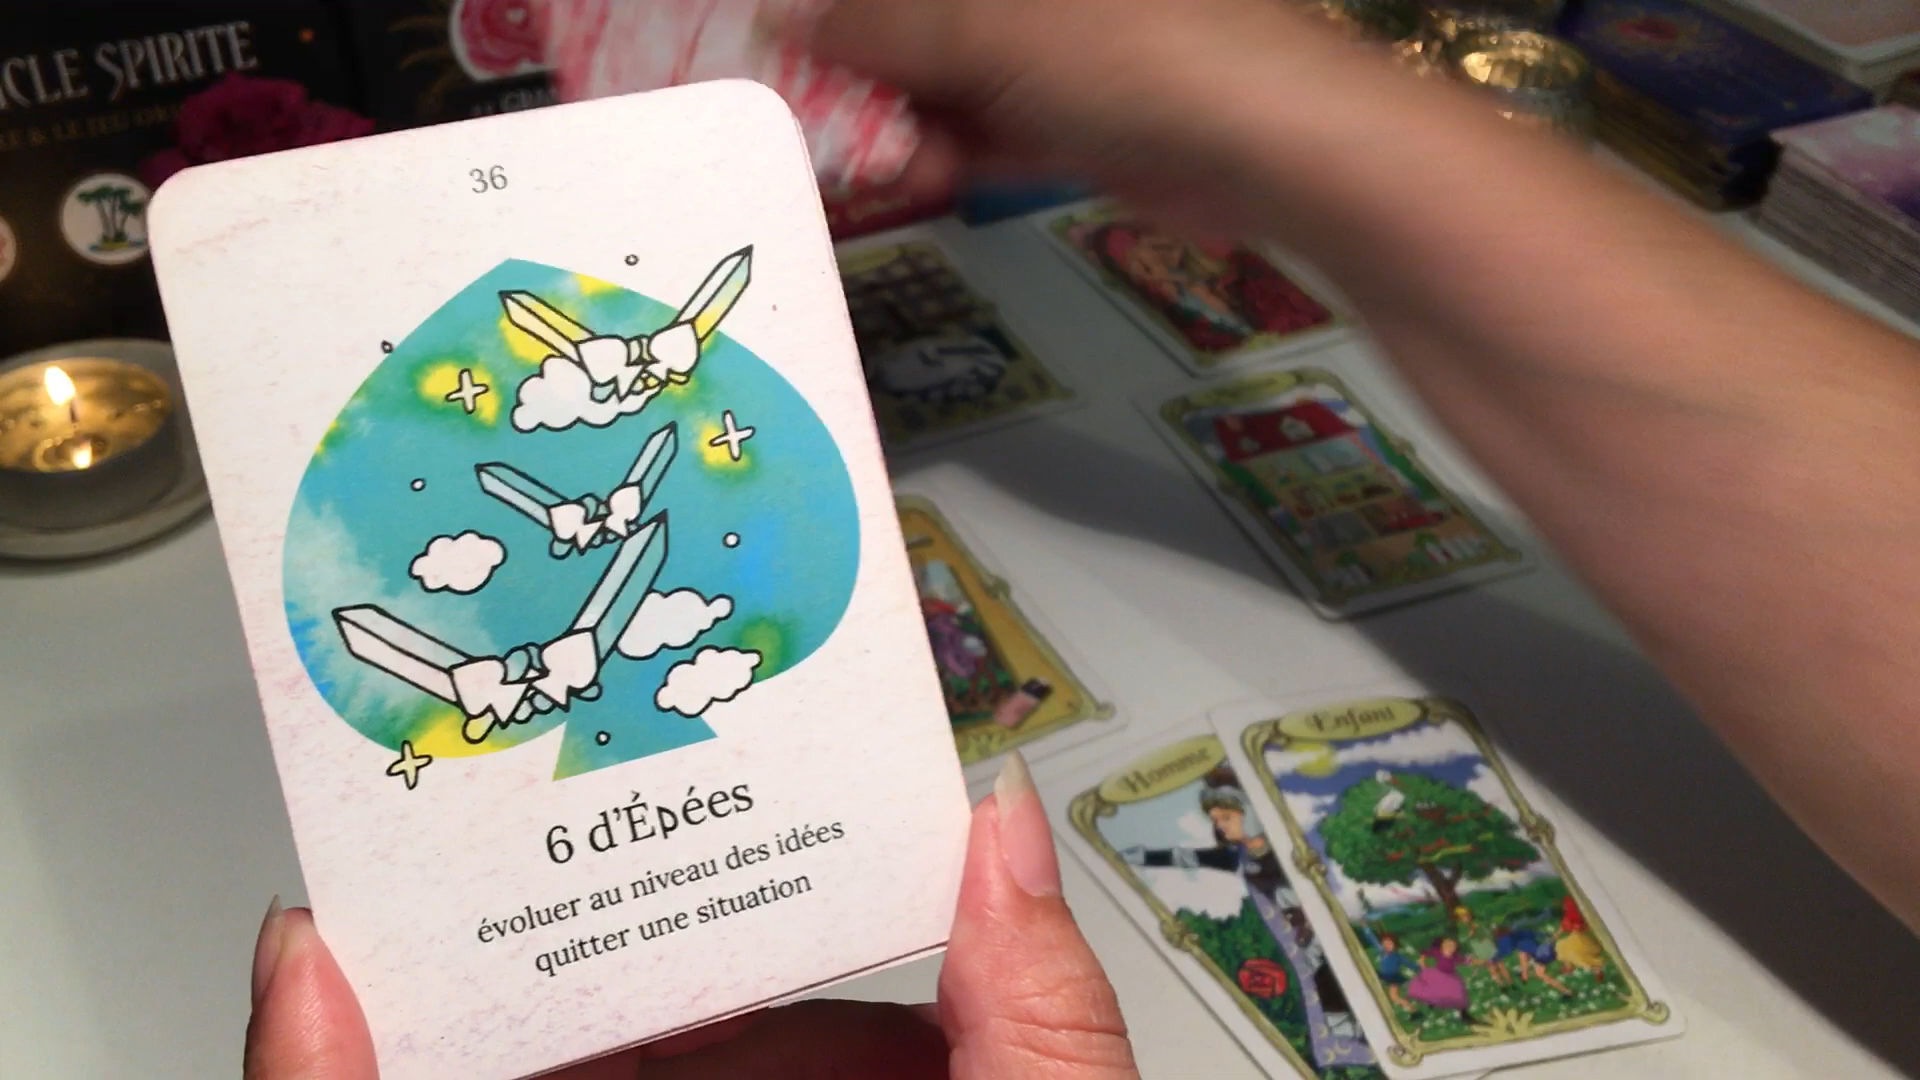 CLE SPIRITE
36
6 d'Épées
évoluer au niveau des idées
quitter une situation
Homme
Enfant